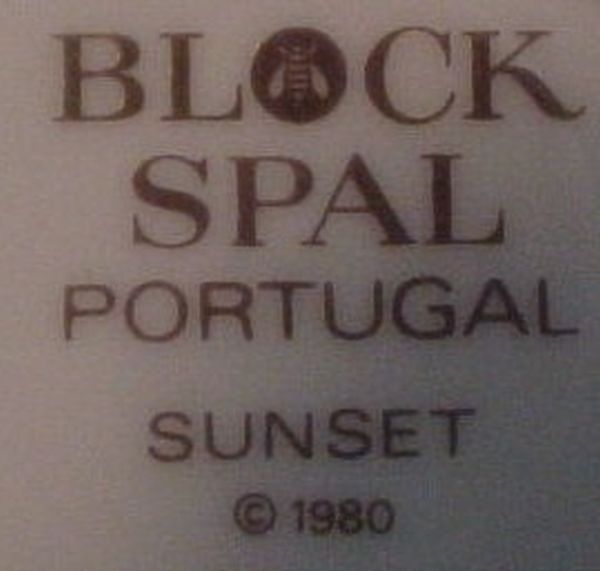 BLOCK
SPAL
PORTUGAL
SUNSET
© 1980